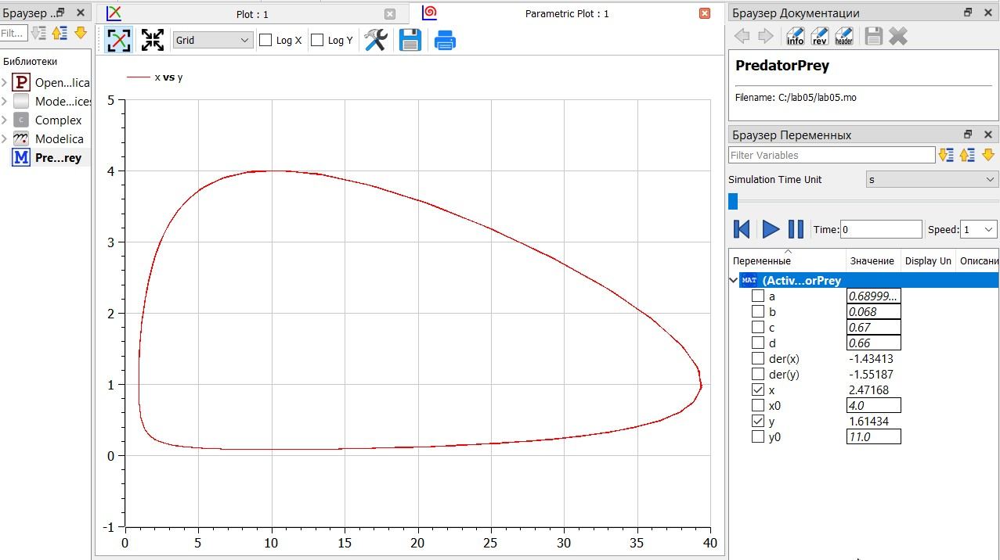 Браузер ...
Plot : 1
Parametric Plot : 1
Браузер Документации
Filt...
Grid
Log X
Log Y
info
rev
header
Библиотеки
P Open...lica
Mode...ices
C Complex
m Modelica
M Pre...rey
PredatorPrey
Filename: C:/lab05/lab05.mo
x vs y
5
4
3
2
1
0
-1
0 5 10 15 20 25 30 35 40
Браузер Переменных
Filter Variables
Simulation Time Unit s
Time: 0 Speed: 1
Переменные Значение Display Un Описани
MAT (Activ...orPrey
a 0.68999...
b 0.068
c 0.67
d 0.66
der(x) -1.43413
der(y) -1.55187
x 2.47168
x0 4.0
y 1.61434
y0 11.0